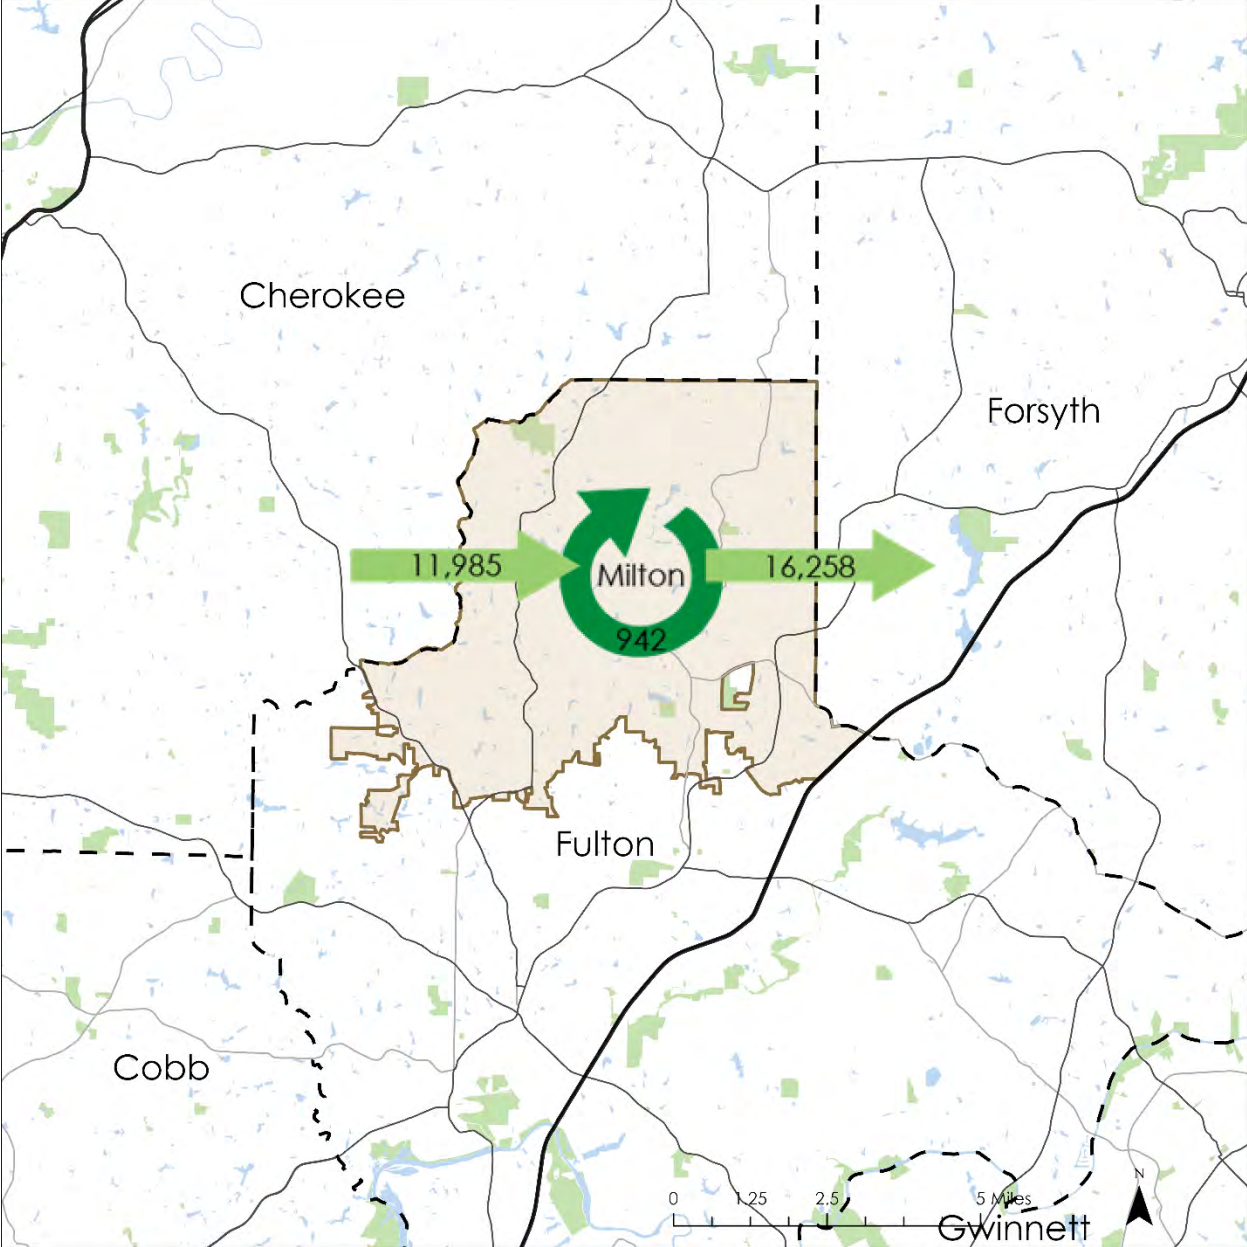 Cherokee
Forsyth
11,985
Milton
16,258
942
Fulton
Cobb
N
0 1.25 2.5 5 Miles
Gwinnett